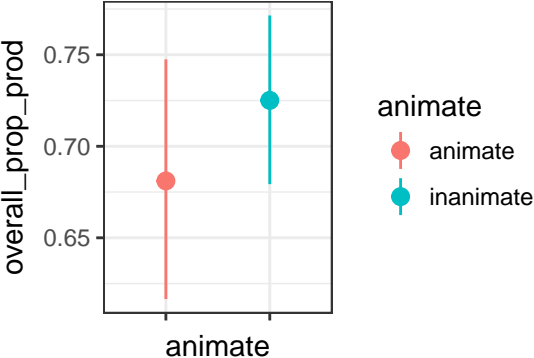 overall_prop_prod
0.75
0.70
0.65
animate
animate
animate
inanimate